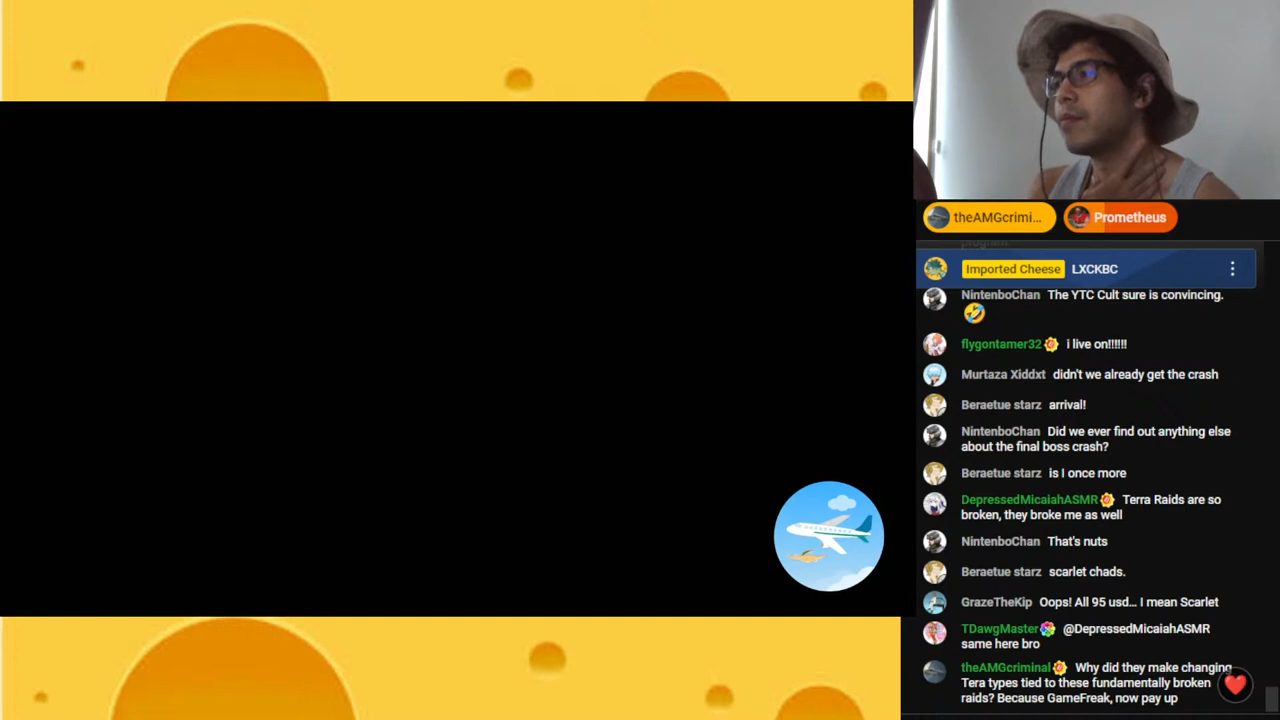 theAMGcrimi...
Prometheus
program.
Imported Cheese LXCKBC
NintenboChan The YTC Cult sure is convincing.
🤣
flygontamer32 i live on!!!!!!
Murtaza Xiddxt didn't we already get the crash
Beraetue starz arrival!
NintenboChan Did we ever find out anything else
about the final boss crash?
Beraetue starz is I once more
DepressedMicaiahASMR Terra Raids are so
broken, they broke me as well
NintenboChan That's nuts
Beraetue starz scarlet chads.
GrazeTheKip Oops! All 95 usd... I mean Scarlet
TDawgMaster @DepressedMicaiahASMR
same here bro
theAMGcriminal Why did they make changing
Tera types tied to these fundamentally broken
raids? Because GameFreak, now pay up